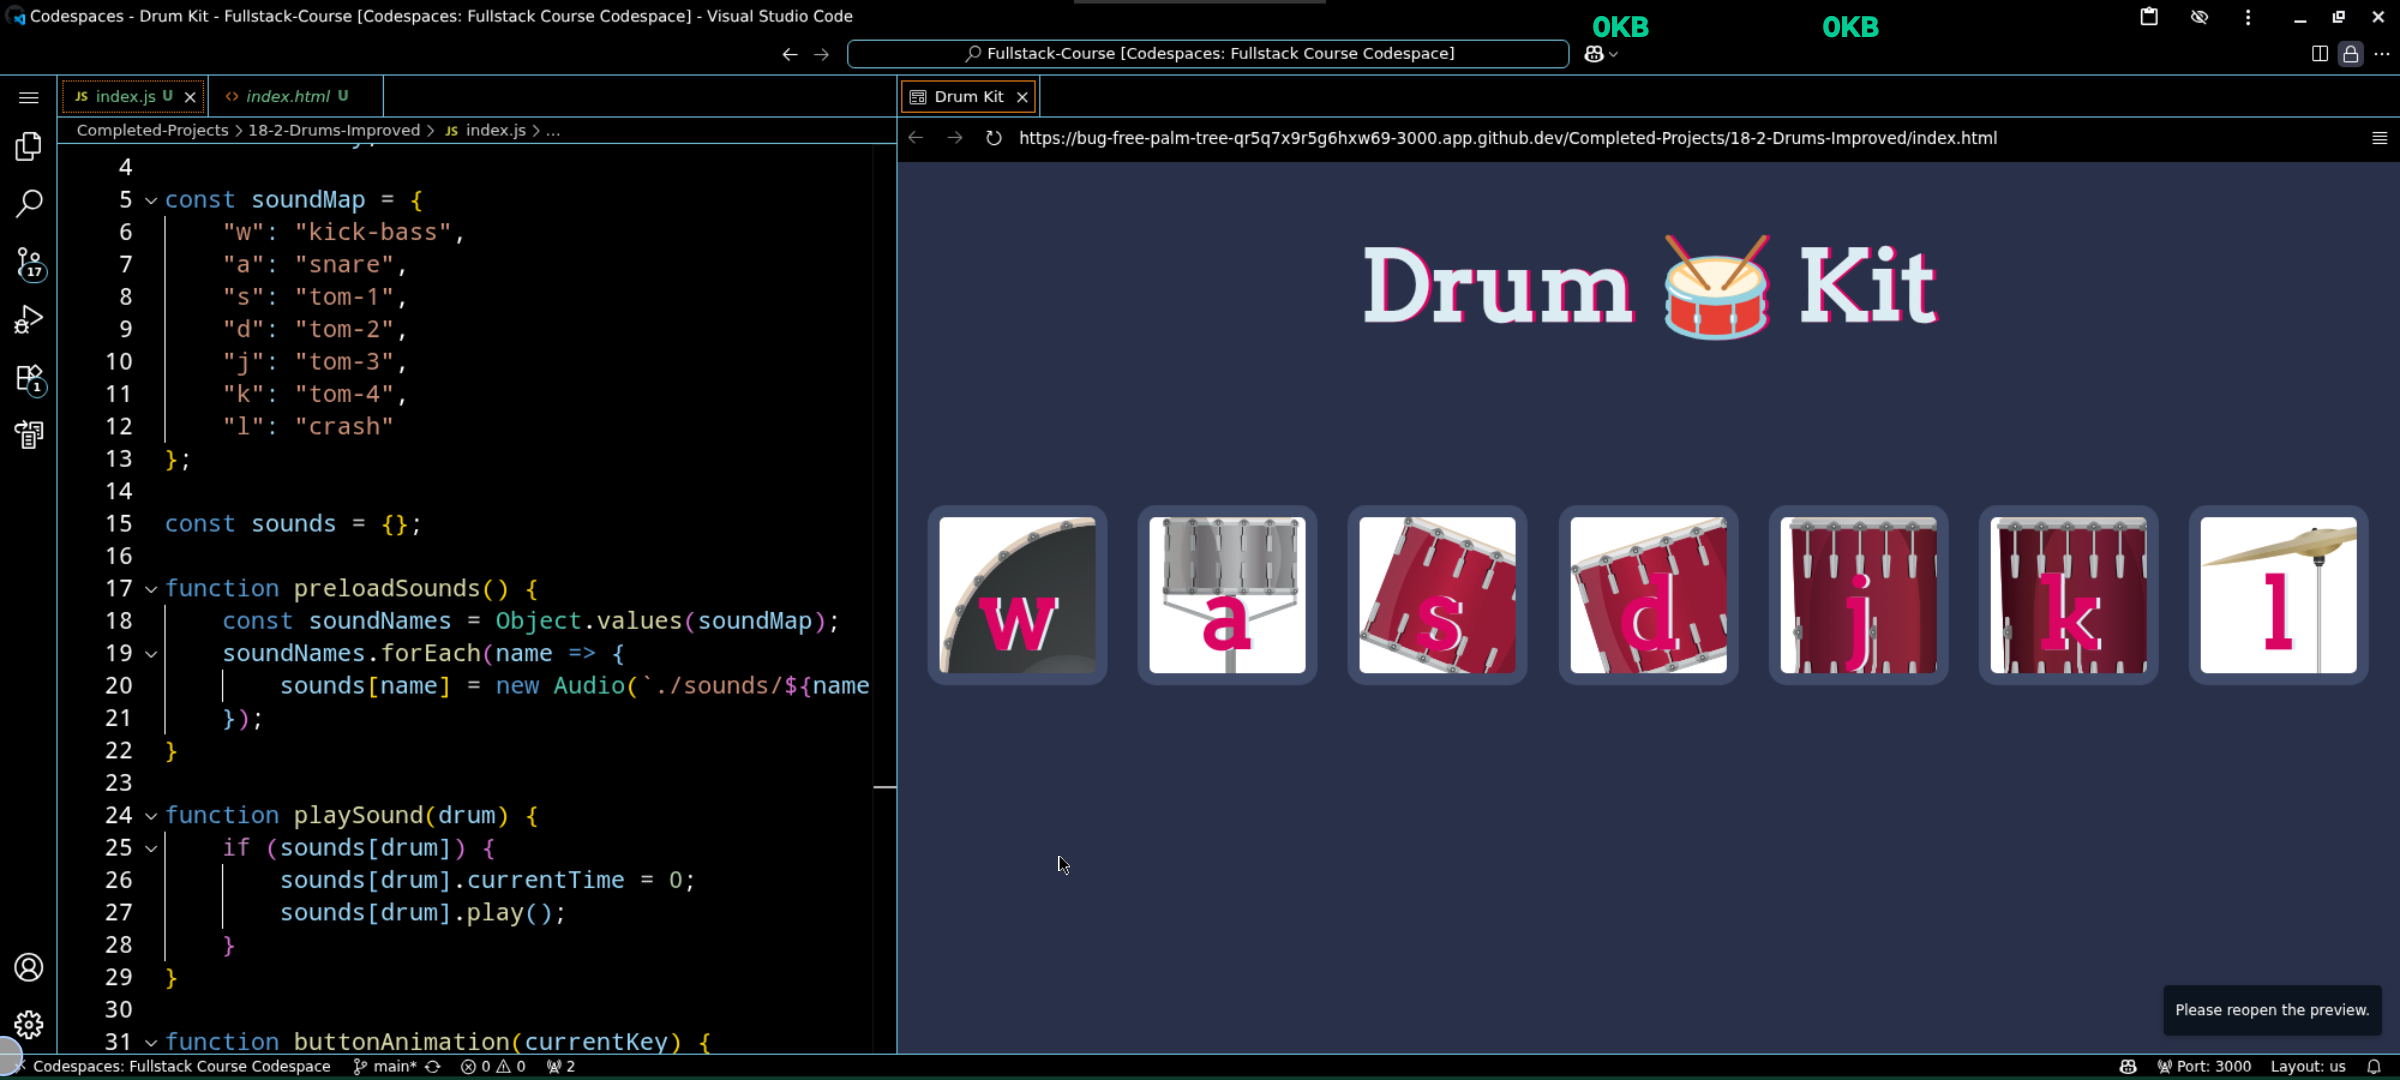 Codespaces - Drum Kit - Fullstack-Course [Codespaces: Fullstack Course Codespace] - Visual Studio Code
0KB
0KB
Fullstack-Course [Codespaces: Fullstack Course Codespace]
JS index.js U
<> index.html U
Drum Kit
Completed-Projects > 18-2-Drums-Improved > JS index.js > ...
https://bug-free-palm-tree-qr5q7x9r5g6hxw69-3000.app.github.dev/Completed-Projects/18-2-Drums-Improved/index.html
4
5 const soundMap = {
6 "w": "kick-bass",
7 "a": "snare",
8 "s": "tom-1",
9 "d": "tom-2",
10 "j": "tom-3",
11 "k": "tom-4",
12 "l": "crash"
13 };
14
15 const sounds = {};
16
17 function preloadSounds() {
18 const soundNames = Object.values(soundMap);
19 soundNames.forEach(name => {
20 sounds[name] = new Audio(`./sounds/${name
21 });
22 }
23
24 function playSound(drum) {
25 if (sounds[drum]) {
26 sounds[drum].currentTime = 0;
27 sounds[drum].play();
28 }
29 }
30
31 function buttonAnimation(currentKey) {
17
1
Drum Kit
w a s d j k l
Please reopen the preview.
Codespaces: Fullstack Course Codespace
main*
0 0
2
Port: 3000
Layout: us